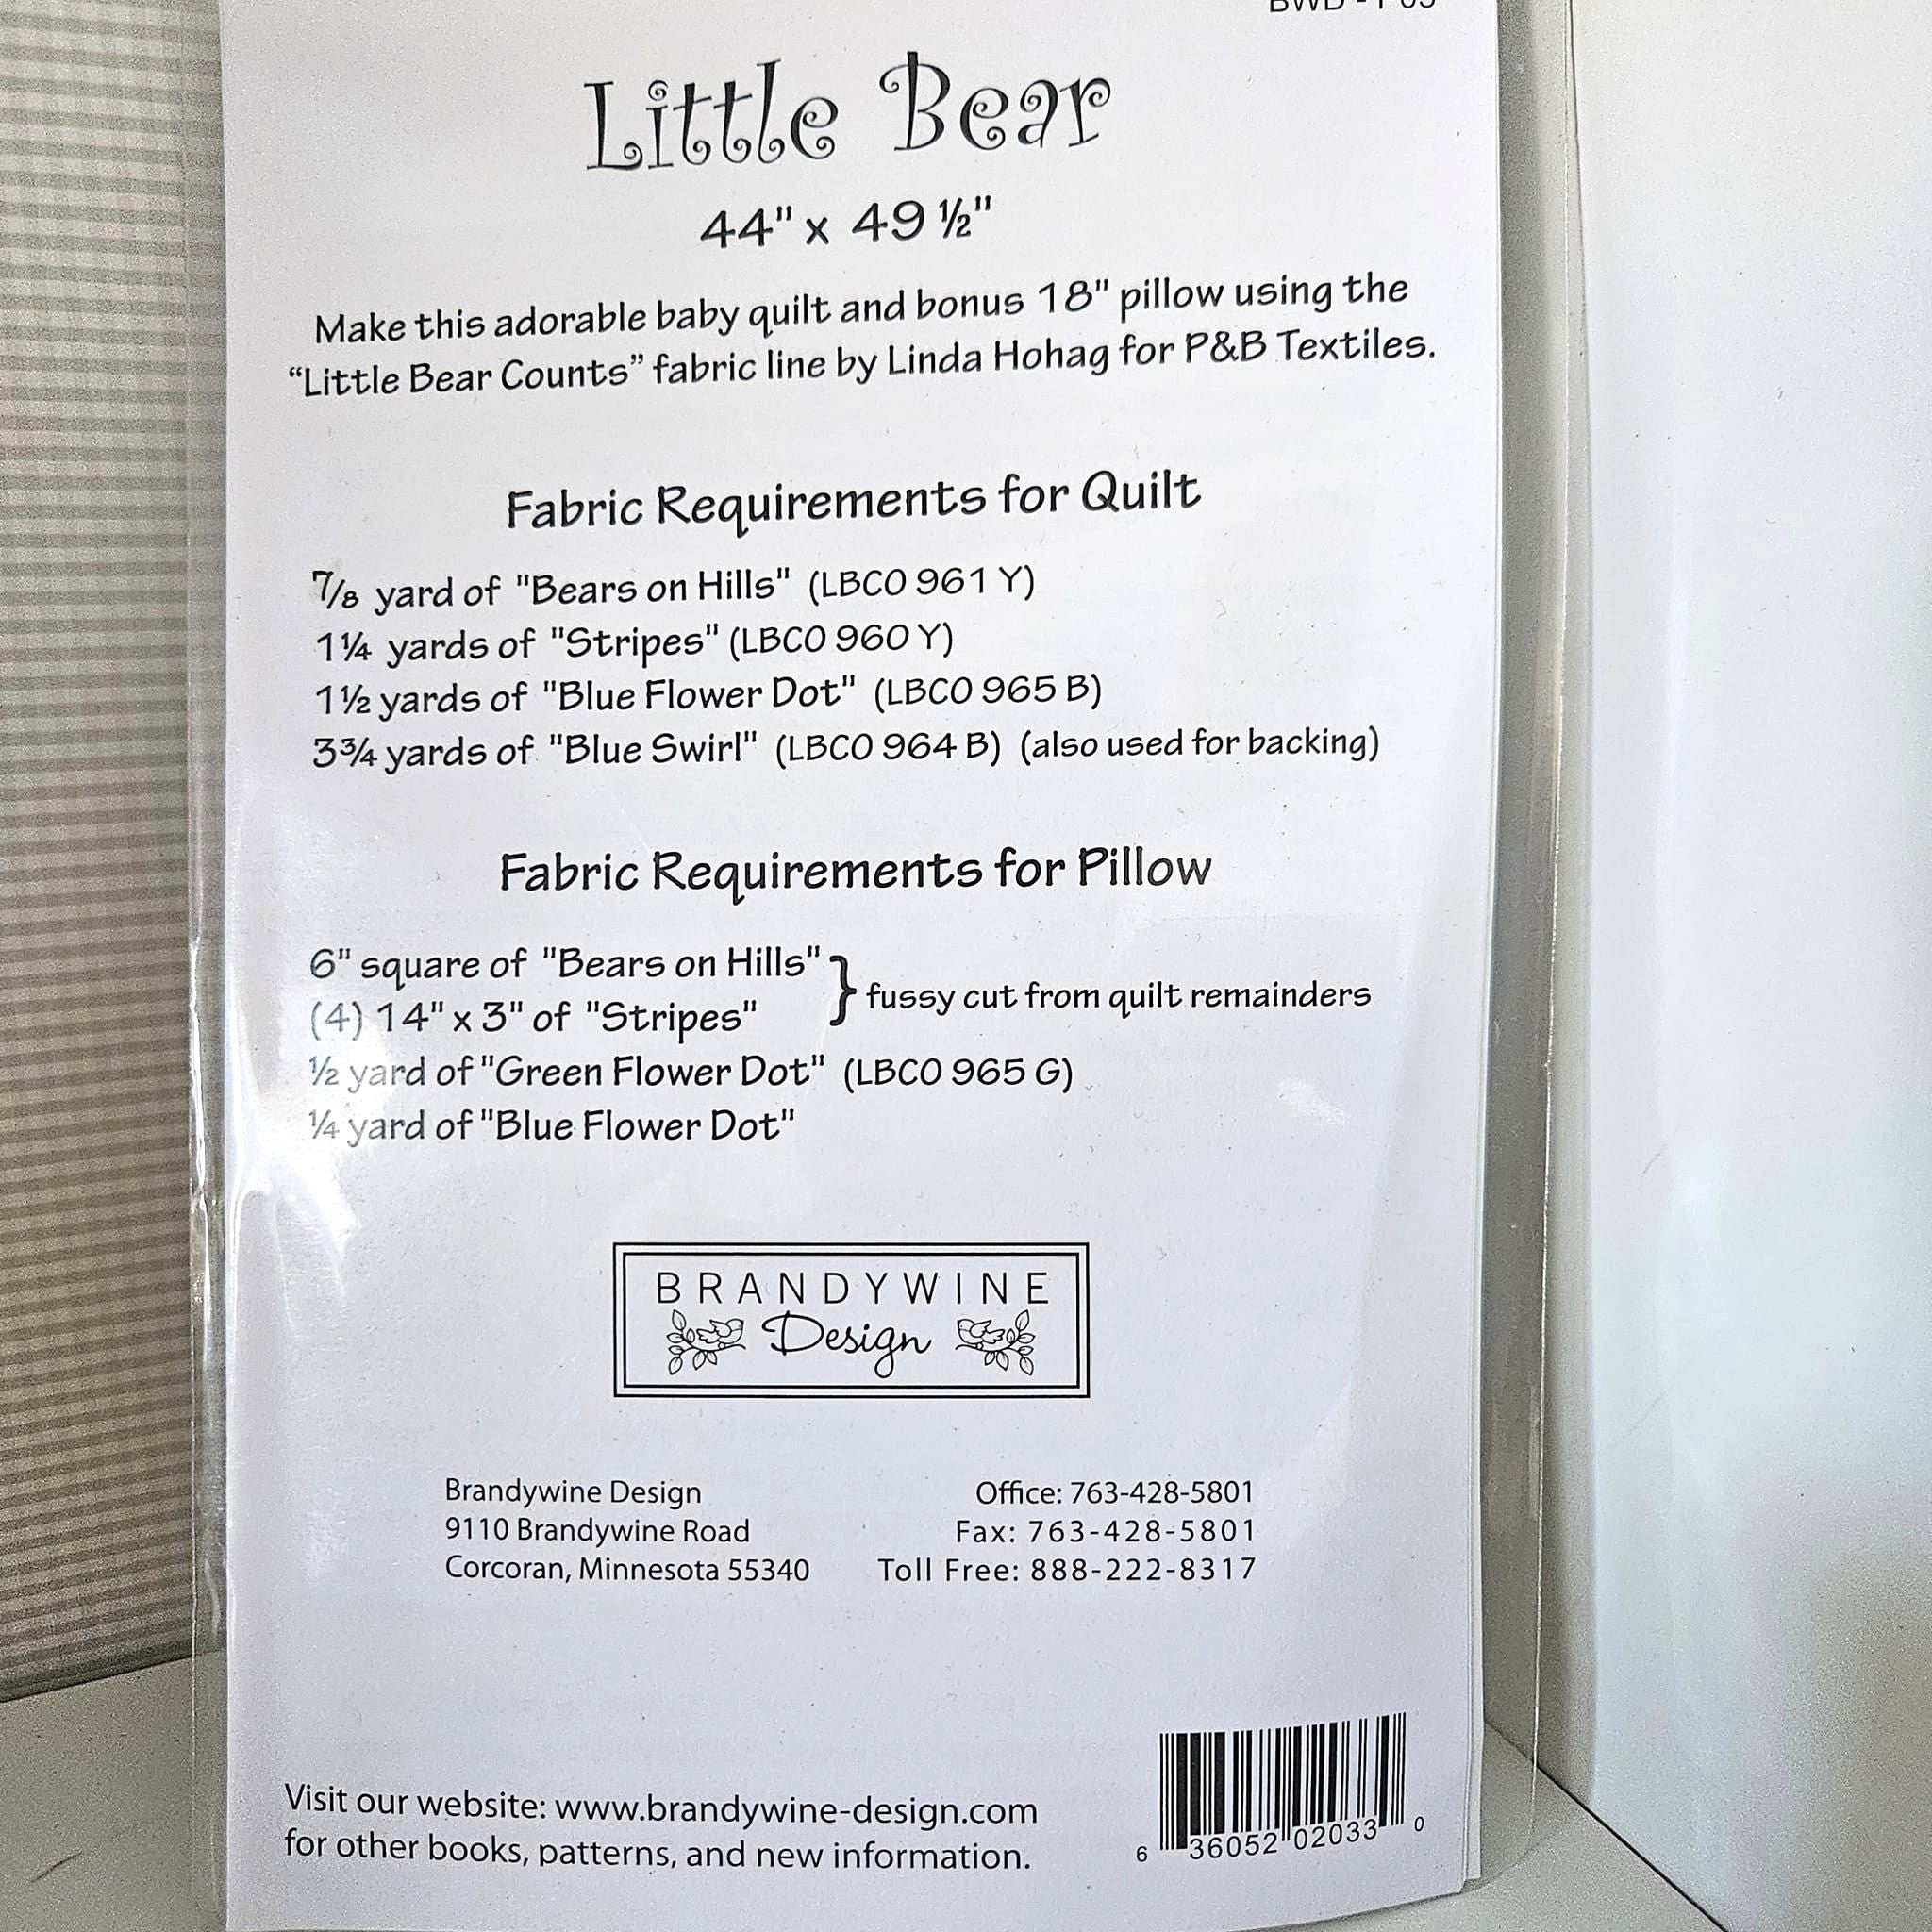 Little Bear
44" x 49 ½"
Make this adorable baby quilt and bonus 18" pillow using the
“Little Bear Counts” fabric line by Linda Hohag for P&B Textiles.
Fabric Requirements for Quilt
⅞ yard of "Bears on Hills" (LBCO 961 Y)
1¼ yards of "Stripes" (LBCO 960 Y)
1½ yards of "Blue Flower Dot" (LBCO 965 B)
3¾ yards of "Blue Swirl" (LBCO 964 B) (also used for backing)
Fabric Requirements for Pillow
6" square of "Bears on Hills"
(4) 14" x 3" of "Stripes"
} fussy cut from quilt remainders
½ yard of "Green Flower Dot" (LBCO 965 G)
¼ yard of "Blue Flower Dot"
BRANDYWINE
Design
Brandywine Design
9110 Brandywine Road
Corcoran, Minnesota 55340
Office: 763-428-5801
Fax: 763-428-5801
Toll Free: 888-222-8317
Visit our website: www.brandywine-design.com
for other books, patterns, and new information.
6 36052 02033 0